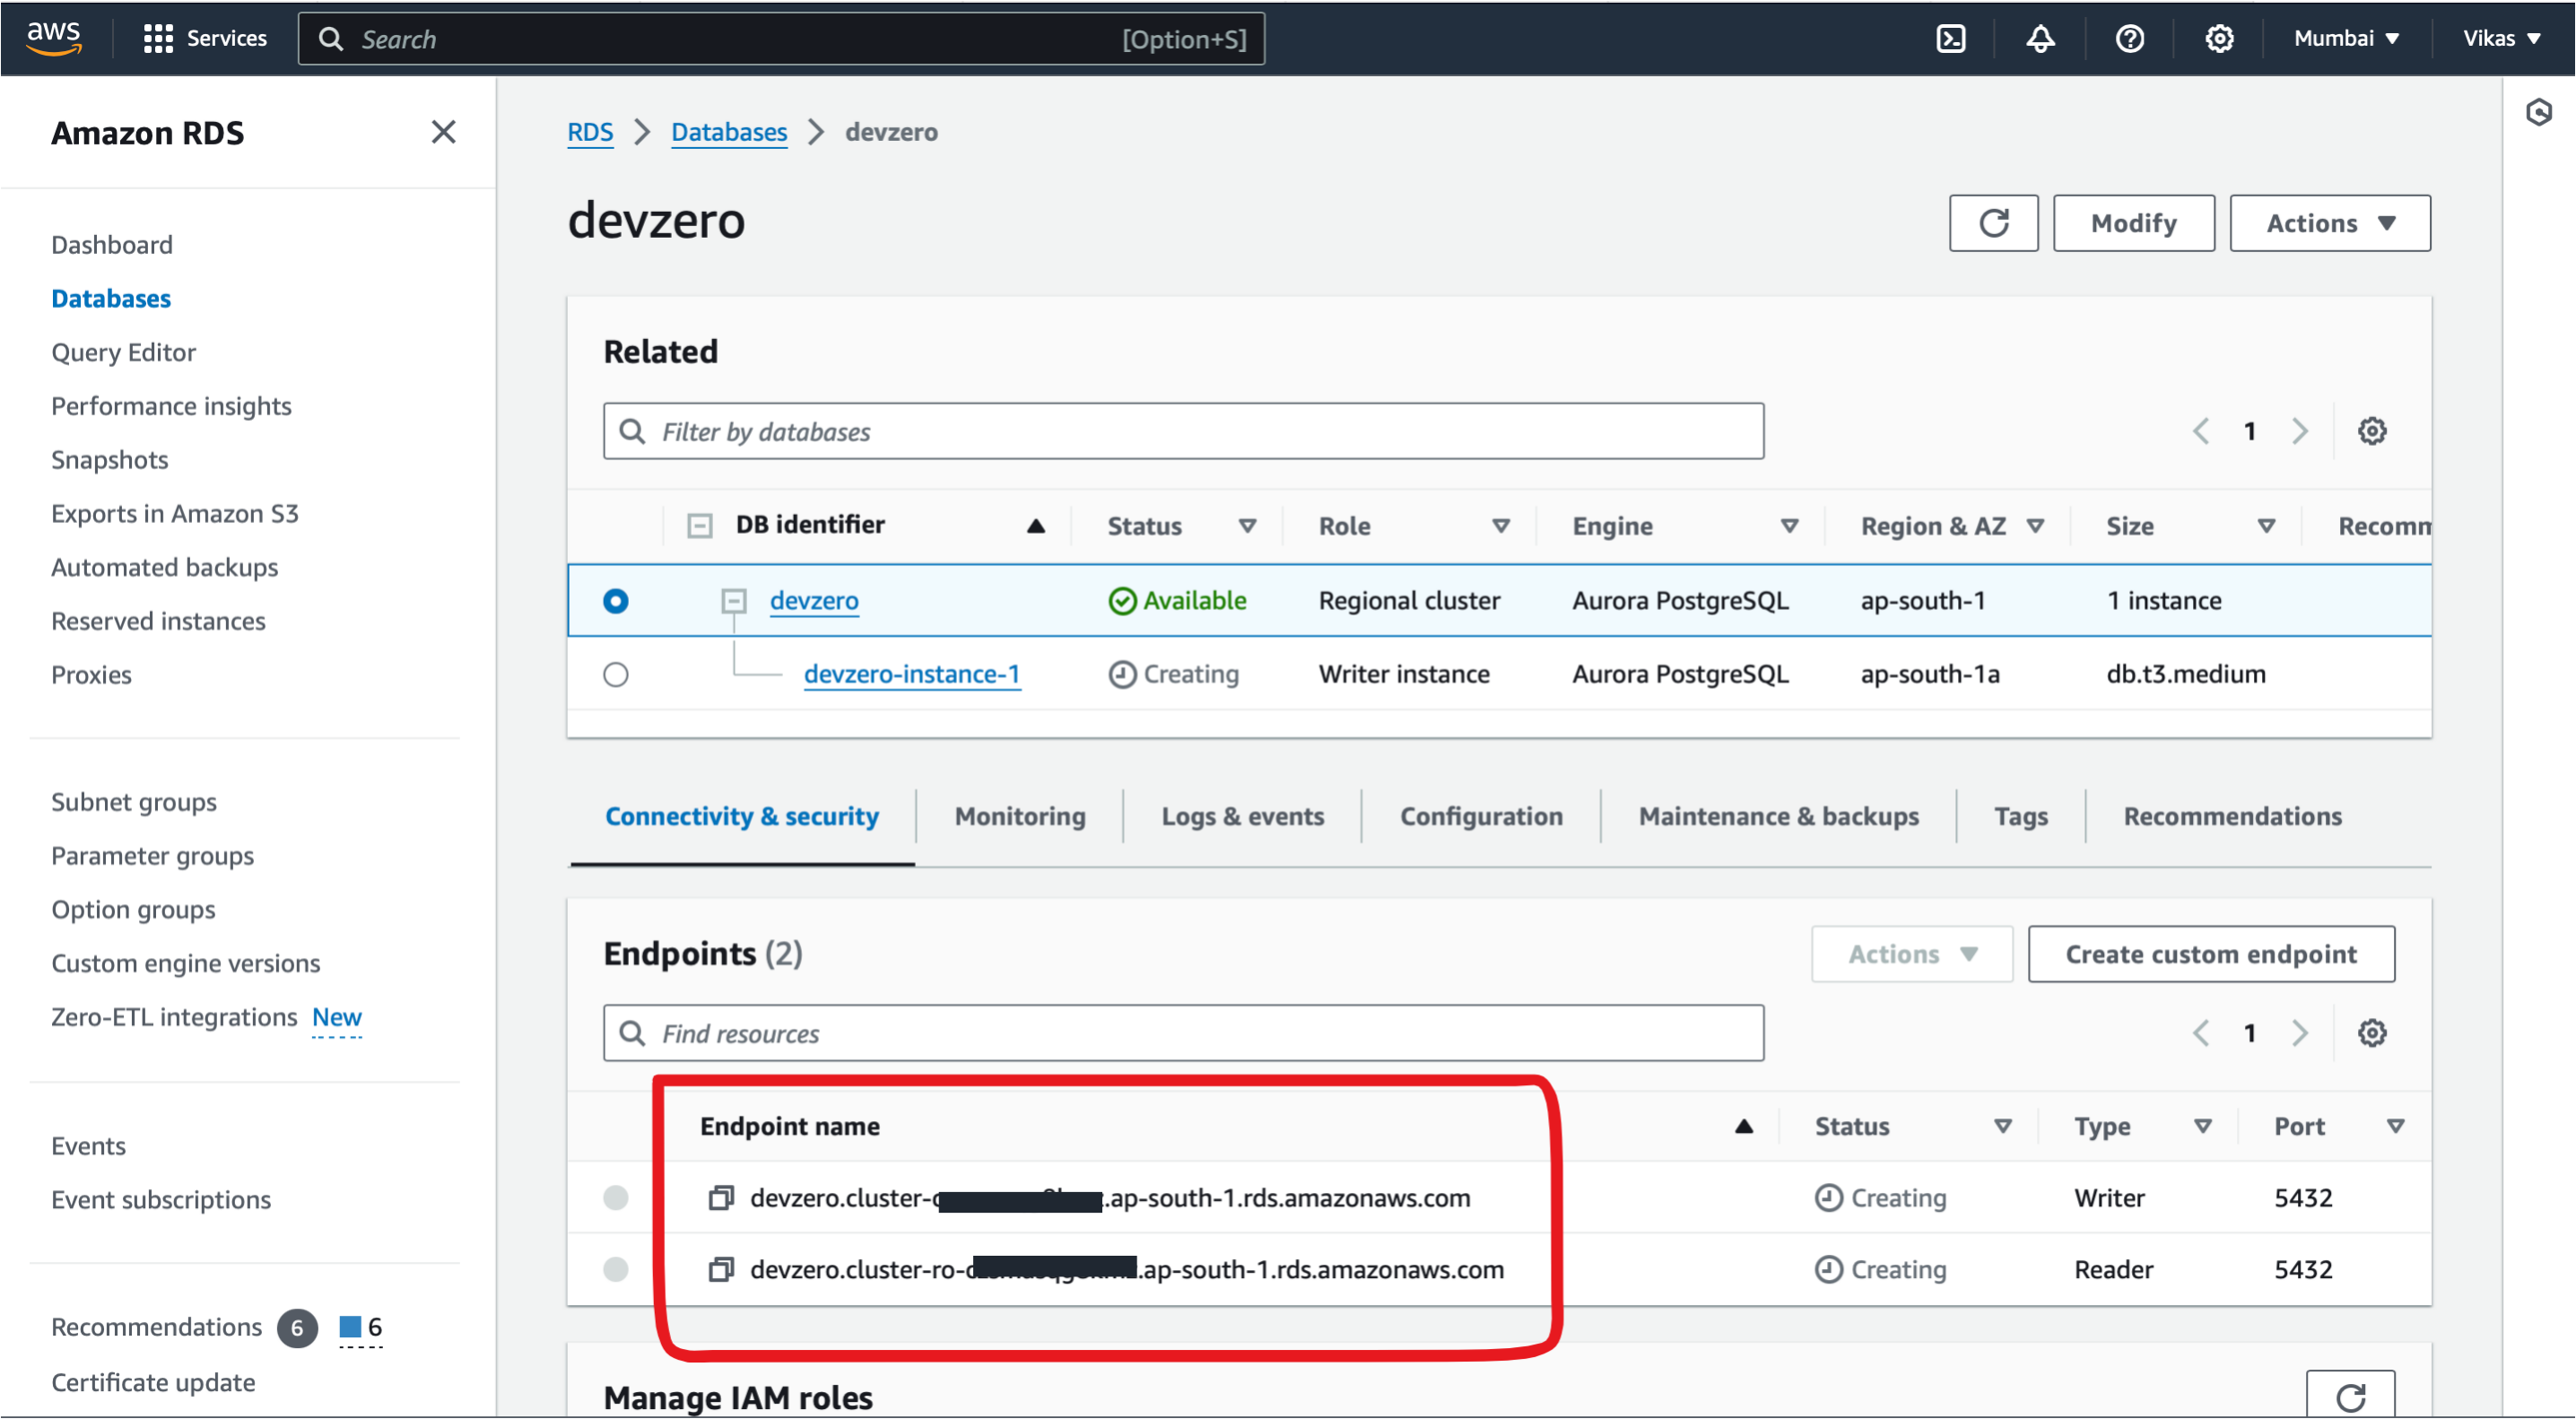 aws Services Search [Option+S] Mumbai Vikas
Amazon RDS
Dashboard
Databases
Query Editor
Performance insights
Snapshots
Exports in Amazon S3
Automated backups
Reserved instances
Proxies
Subnet groups
Parameter groups
Option groups
Custom engine versions
Zero-ETL integrations New
Events
Event subscriptions
Recommendations 6 6
Certificate update
RDS Databases devzero
devzero
Modify Actions
Related
Filter by databases 1
DB identifier Status Role Engine Region & AZ Size Recomm
devzero Available Regional cluster Aurora PostgreSQL ap-south-1 1 instance
devzero-instance-1 Creating Writer instance Aurora PostgreSQL ap-south-1a db.t3.medium
Connectivity & security Monitoring Logs & events Configuration Maintenance & backups Tags Recommendations
Endpoints (2) Actions Create custom endpoint
Find resources 1
Endpoint name Status Type Port
devzero.cluster- .ap-south-1.rds.amazonaws.com Creating Writer 5432
devzero.cluster-ro- .ap-south-1.rds.amazonaws.com Creating Reader 5432
Manage IAM roles